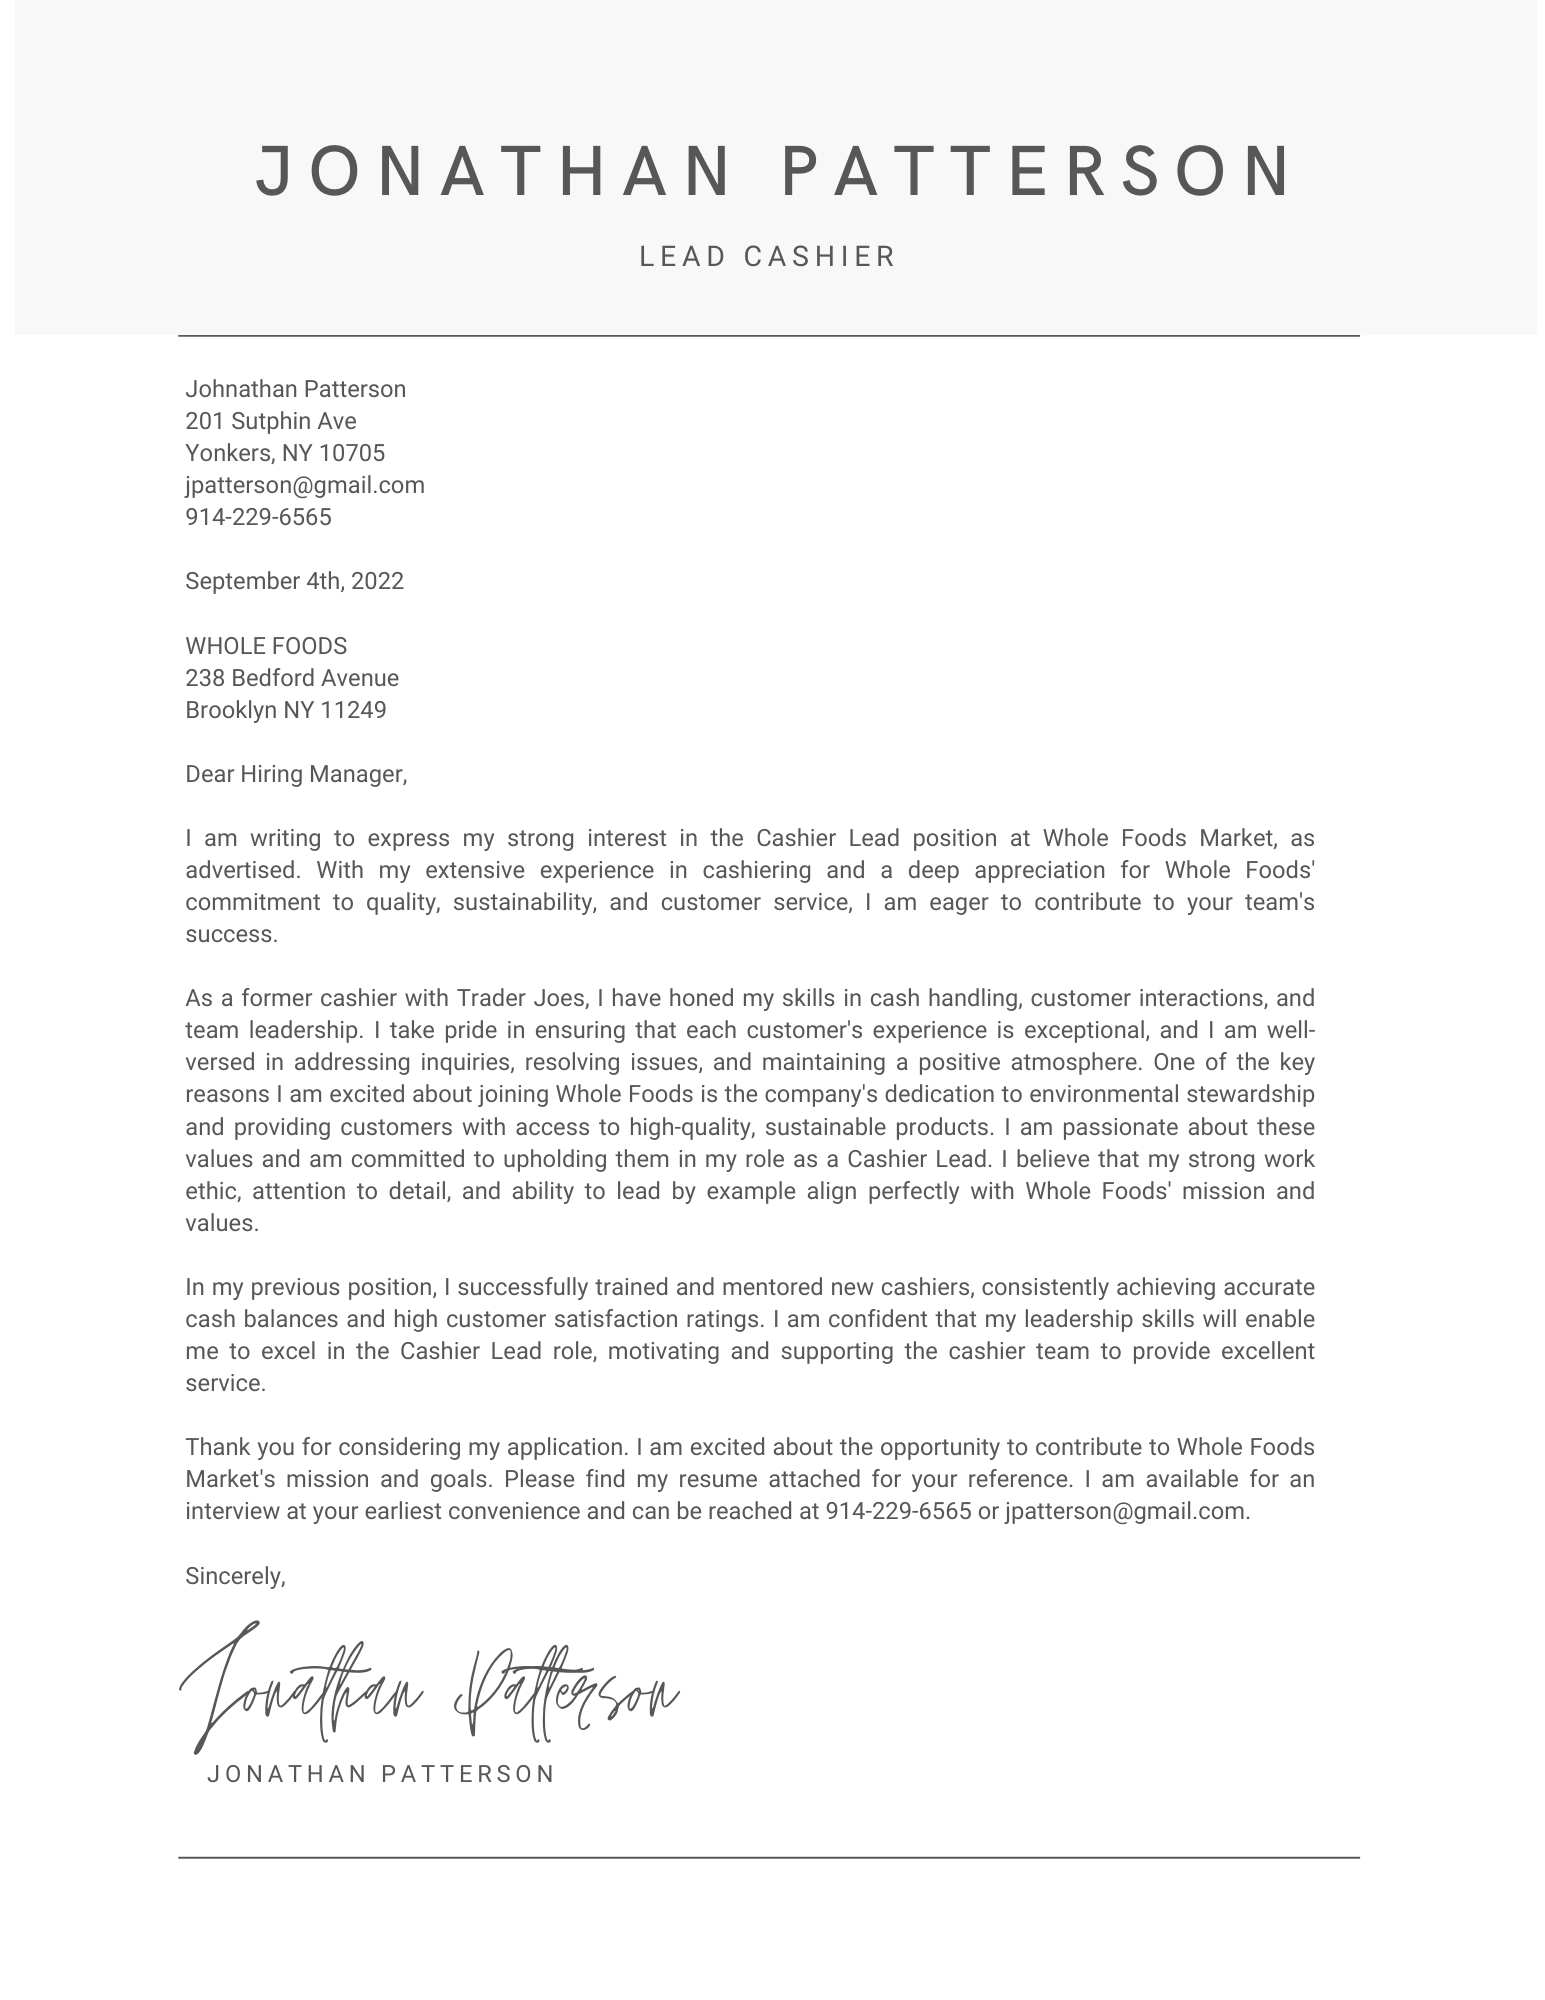 JONATHAN PATTERSON
LEAD CASHIER
Johnathan Patterson
201 Sutphin Ave
Yonkers, NY 10705
jpatterson@gmail.com
914-229-6565
September 4th, 2022
WHOLE FOODS
238 Bedford Avenue
Brooklyn NY 11249
Dear Hiring Manager,
I am writing to express my strong interest in the Cashier Lead position at Whole Foods Market, as
advertised. With my extensive experience in cashiering and a deep appreciation for Whole Foods'
commitment to quality, sustainability, and customer service, I am eager to contribute to your team's
success.
As a former cashier with Trader Joes, I have honed my skills in cash handling, customer interactions, and
team leadership. I take pride in ensuring that each customer's experience is exceptional, and I am well-
versed in addressing inquiries, resolving issues, and maintaining a positive atmosphere. One of the key
reasons I am excited about joining Whole Foods is the company's dedication to environmental stewardship
and providing customers with access to high-quality, sustainable products. I am passionate about these
values and am committed to upholding them in my role as a Cashier Lead. I believe that my strong work
ethic, attention to detail, and ability to lead by example align perfectly with Whole Foods' mission and
values.
In my previous position, I successfully trained and mentored new cashiers, consistently achieving accurate
cash balances and high customer satisfaction ratings. I am confident that my leadership skills will enable
me to excel in the Cashier Lead role, motivating and supporting the cashier team to provide excellent
service.
Thank you for considering my application. I am excited about the opportunity to contribute to Whole Foods
Market's mission and goals. Please find my resume attached for your reference. I am available for an
interview at your earliest convenience and can be reached at 914-229-6565 or jpatterson@gmail.com.
Sincerely,
Jonathan Patterson
JONATHAN PATTERSON